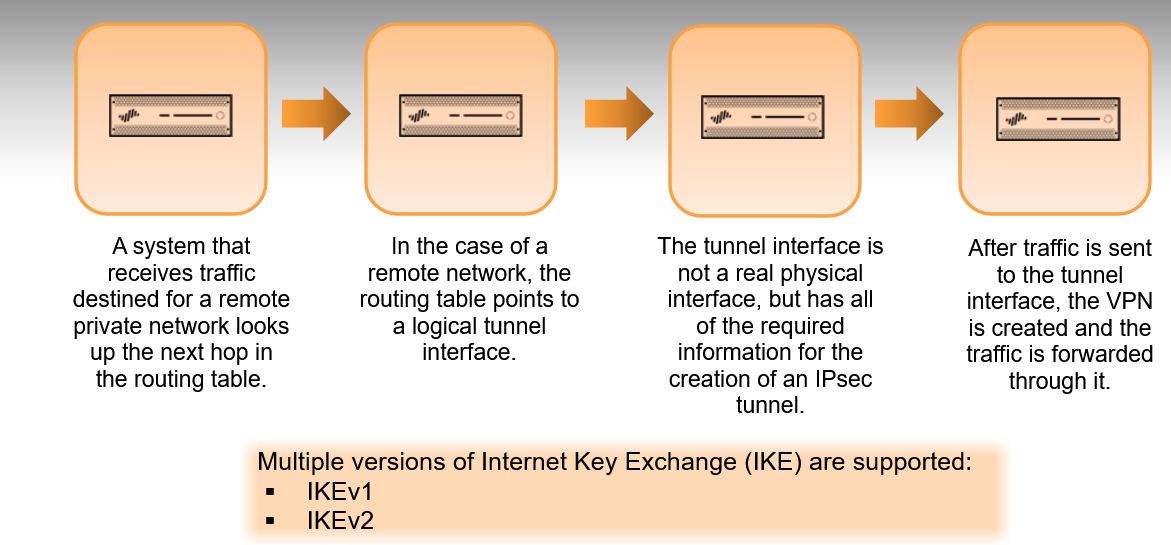 A system that
receives traffic
destined for a remote
private network looks
up the next hop in
the routing table.
In the case of a
remote network, the
routing table points to
a logical tunnel
interface.
The tunnel interface is
not a real physical
interface, but has all
of the required
information for the
creation of an IPsec
tunnel.
After traffic is sent
to the tunnel
interface, the VPN
is created and the
traffic is forwarded
through it.
Multiple versions of Internet Key Exchange (IKE) are supported:
▪ IKEv1
▪ IKEv2